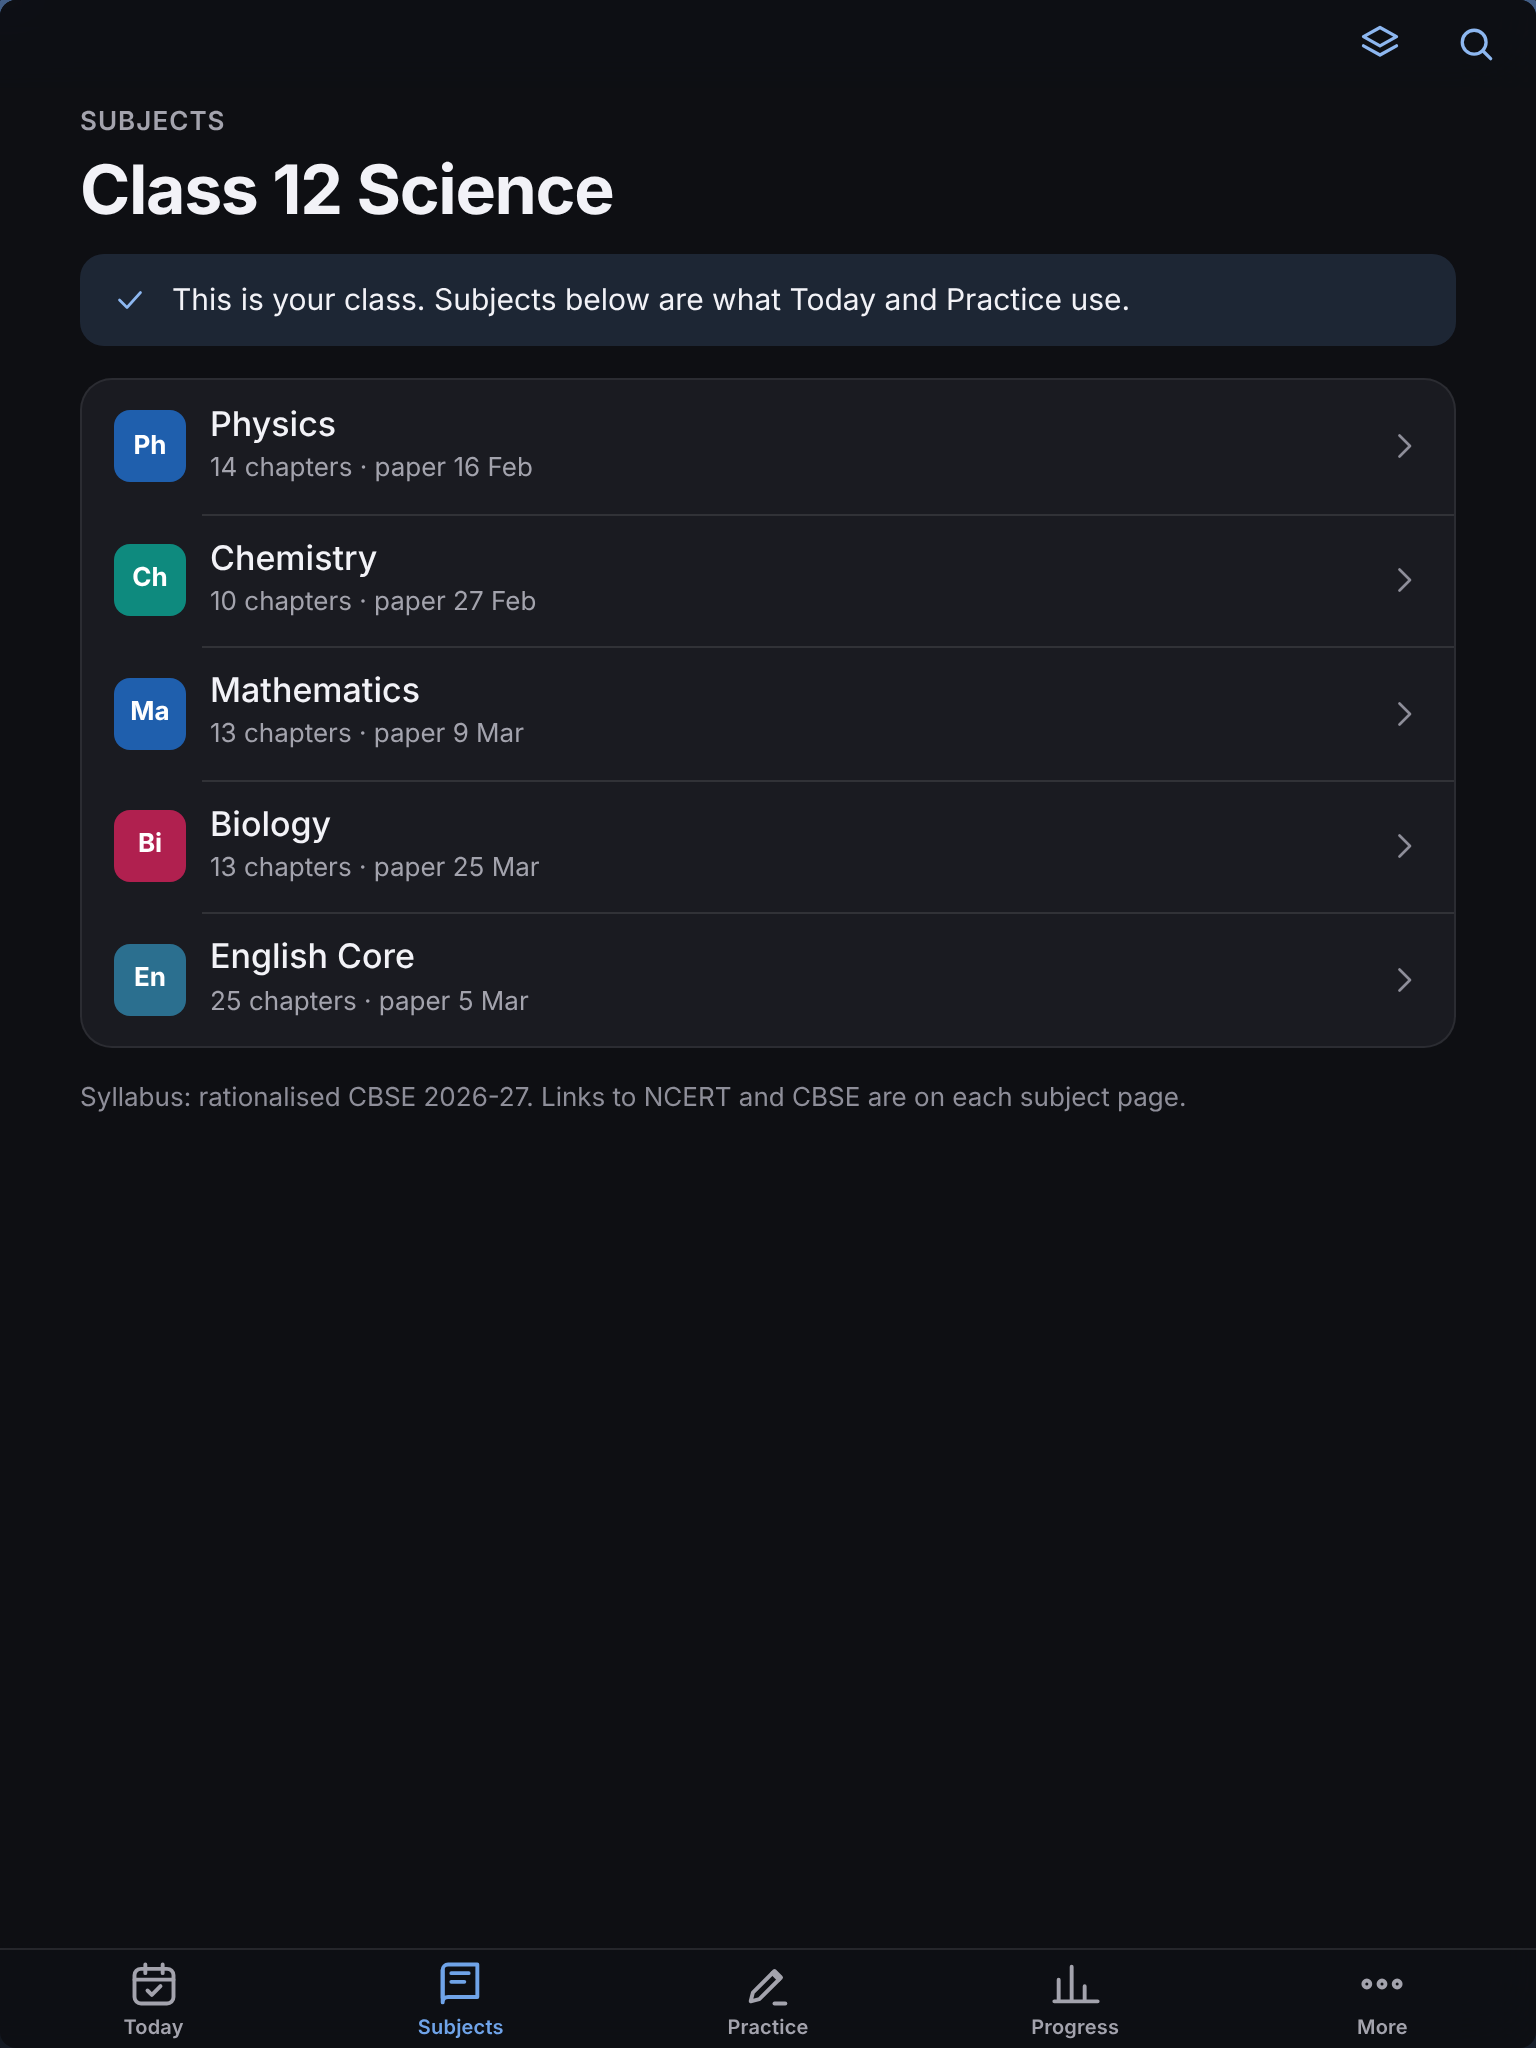 SUBJECTS
Class 12 Science
This is your class. Subjects below are what Today and Practice use.
Ph
Physics
14 chapters · paper 16 Feb
Ch
Chemistry
10 chapters · paper 27 Feb
Ma
Mathematics
13 chapters · paper 9 Mar
Bi
Biology
13 chapters · paper 25 Mar
En
English Core
25 chapters · paper 5 Mar
Syllabus: rationalised CBSE 2026-27. Links to NCERT and CBSE are on each subject page.
Today
Subjects
Practice
Progress
More